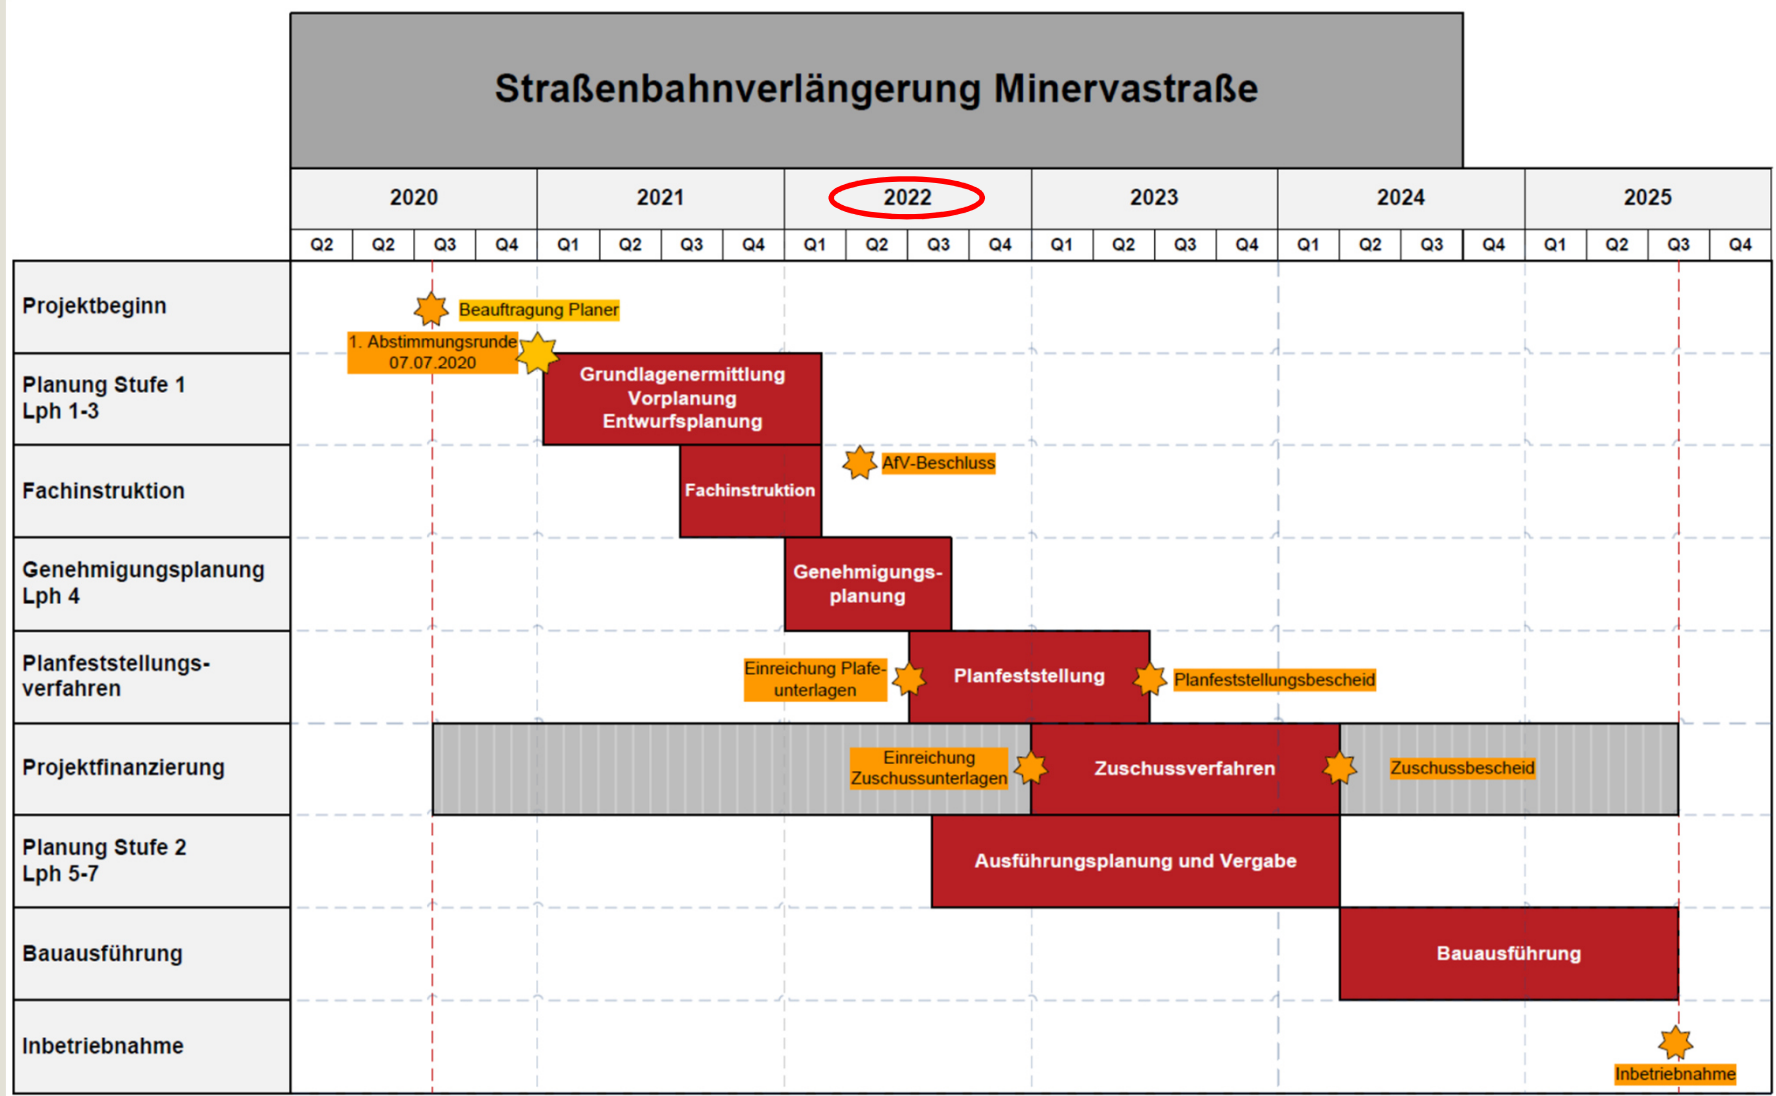 Straßenbahnverlängerung Minervastraße
2020 2021 2022 2023 2024 2025
Q2 Q2 Q3 Q4 Q1 Q2 Q3 Q4 Q1 Q2 Q3 Q4 Q1 Q2 Q3 Q4 Q1 Q2 Q3 Q4 Q1 Q2 Q3 Q4
Projektbeginn
Beauftragung Planer
1. Abstimmungsrunde
07.07.2020
Planung Stufe 1
Lph 1-3
Grundlagenermittlung
Vorplanung
Entwurfsplanung
Fachinstruktion
Fachinstruktion
AfV-Beschluss
Genehmigungsplanung
Lph 4
Genehmigungs-
planung
Planfeststellungs-
verfahren
Einreichung Plafe-
unterlagen
Planfeststellung
Planfeststellungsbescheid
Projektfinanzierung
Einreichung
Zuschussunterlagen
Zuschussverfahren
Zuschussbescheid
Planung Stufe 2
Lph 5-7
Ausführungsplanung und Vergabe
Bauausführung
Bauausführung
Inbetriebnahme
Inbetriebnahme